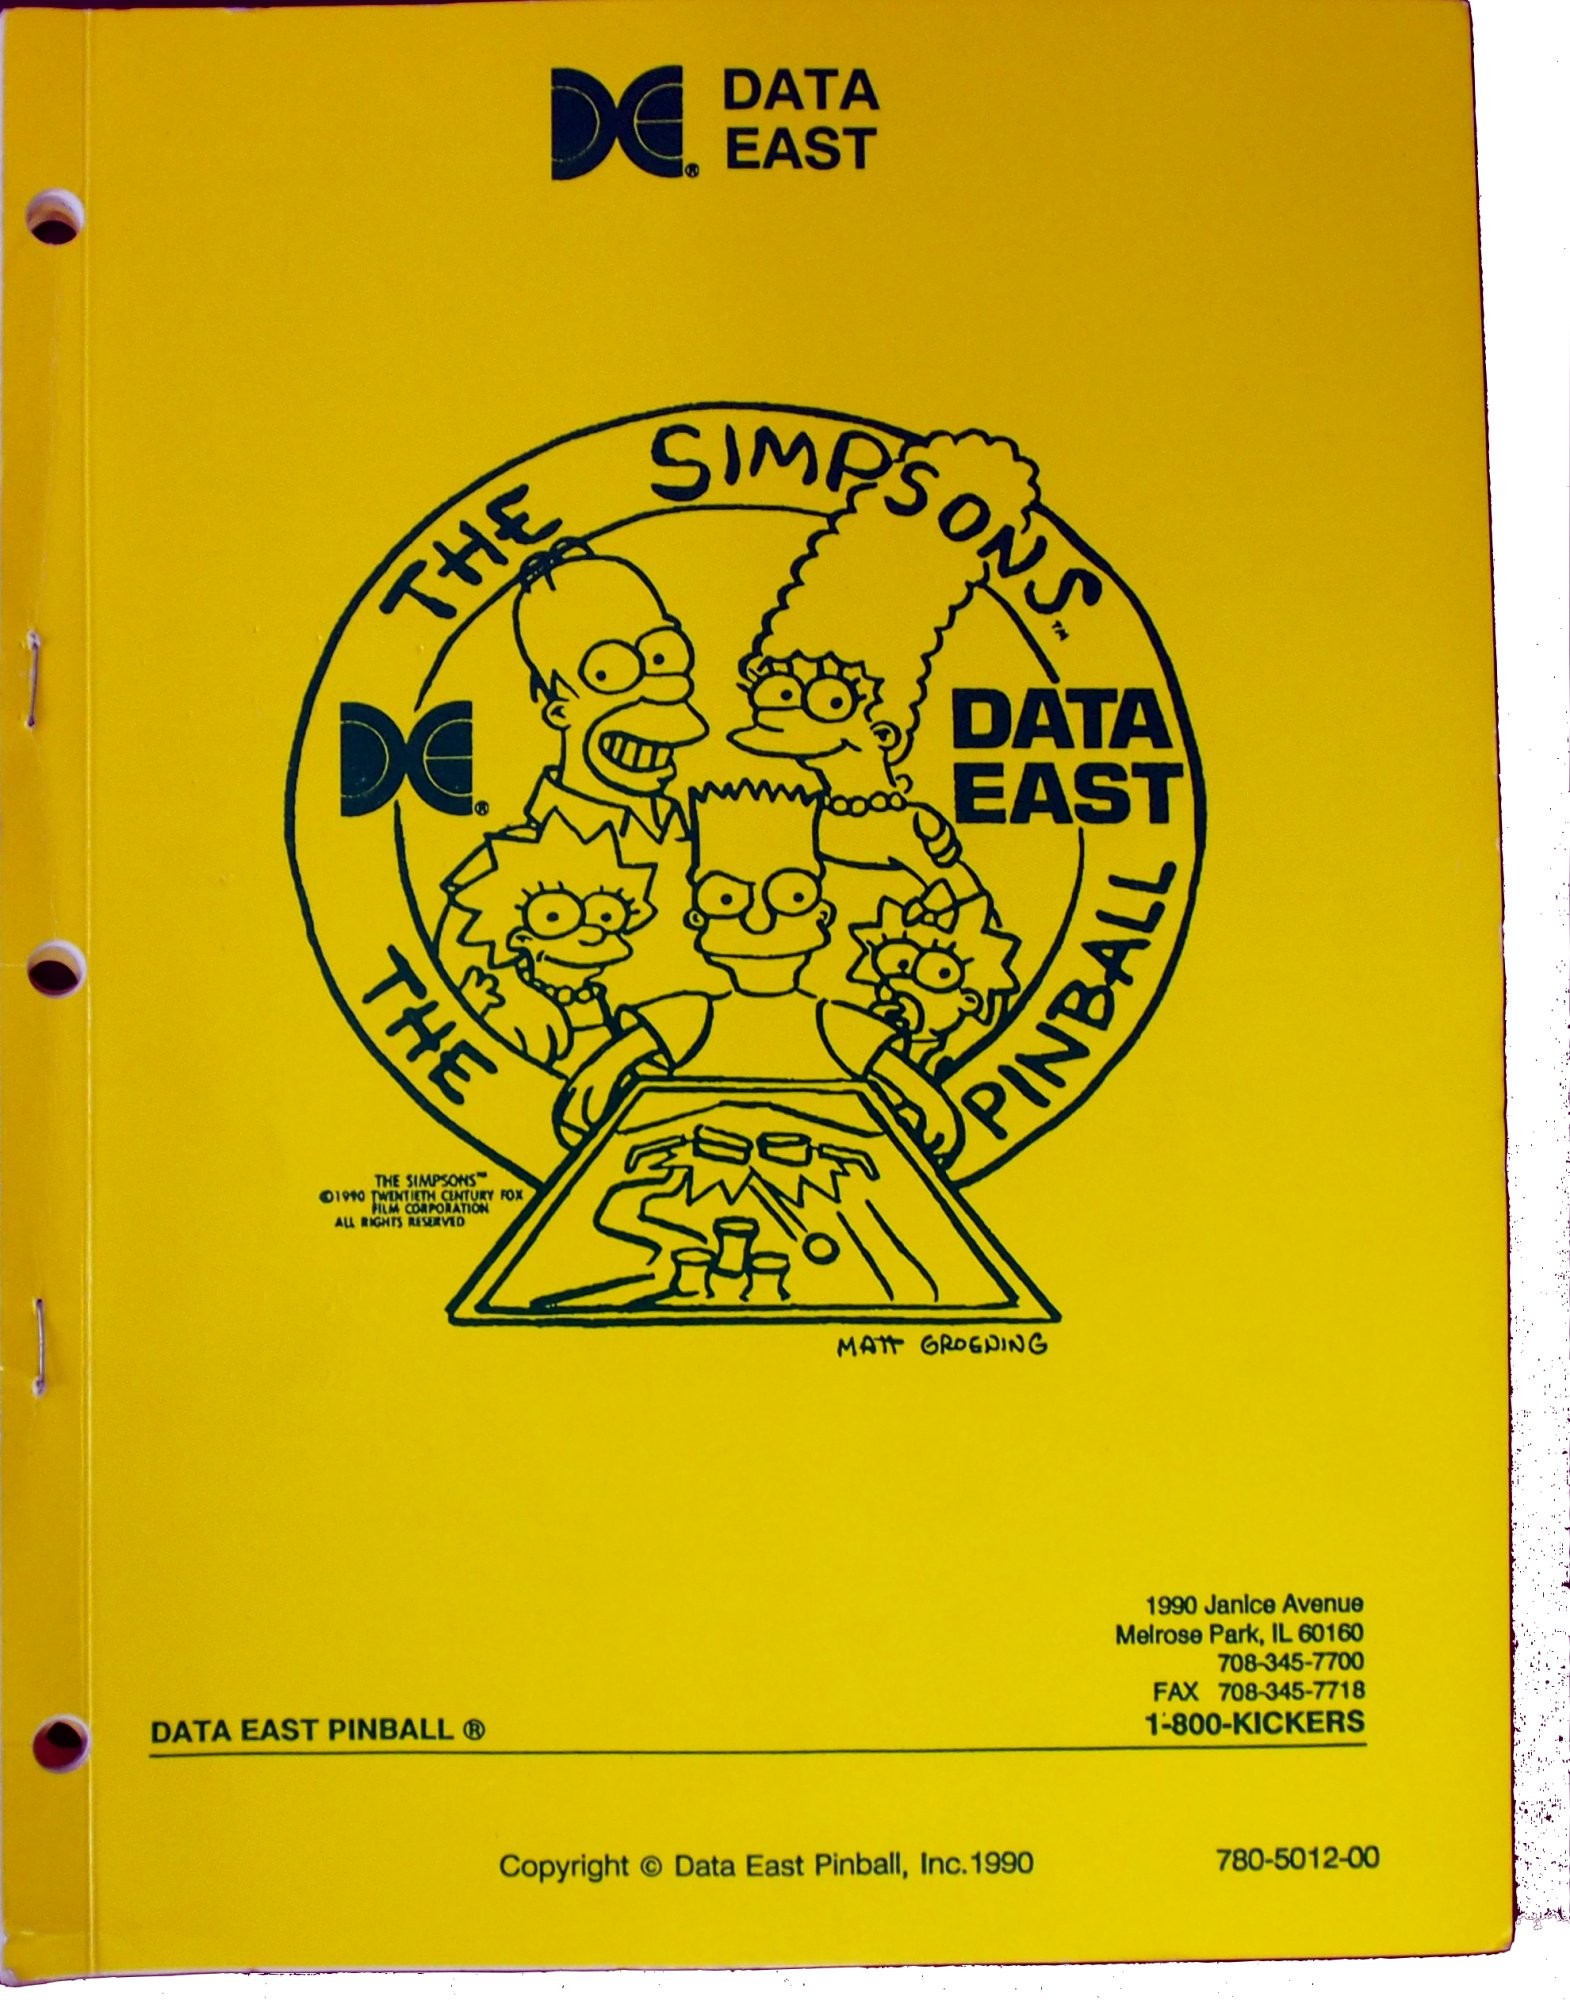 DATA
EAST
THE SIMPSONS™
DE®
DATA
EAST
THE PINBALL
THE SIMPSONS™
©1990 TWENTIETH CENTURY FOX
FILM CORPORATION
ALL RIGHTS RESERVED
MATT GROENING
1990 Janice Avenue
Melrose Park, IL 60160
708-345-7700
FAX 708-345-7718
1-800-KICKERS
DATA EAST PINBALL ®
Copyright © Data East Pinball, Inc.1990
780-5012-00